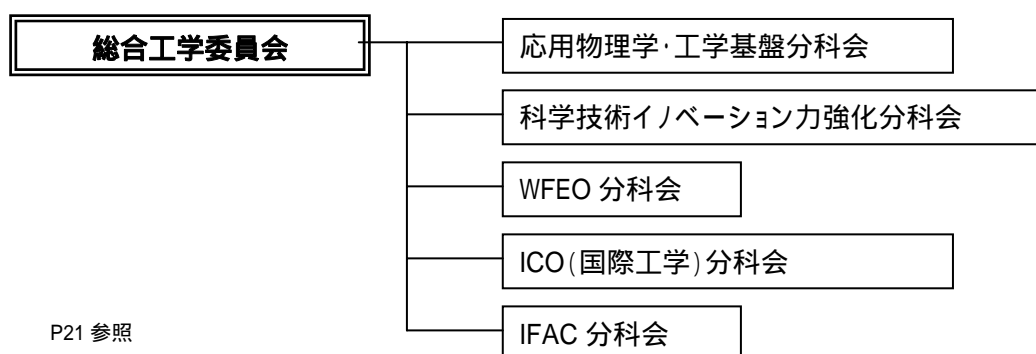 総合工学委員会
応用物理学・工学基盤分科会
科学技術イノベーション力強化分科会
WFEO 分科会
ICO(国際工学)分科会
IFAC 分科会
P21 参照